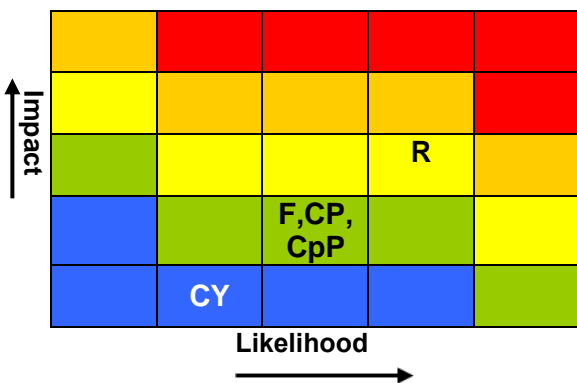 Impact
R
F,CP,
CpP
CY
Likelihood